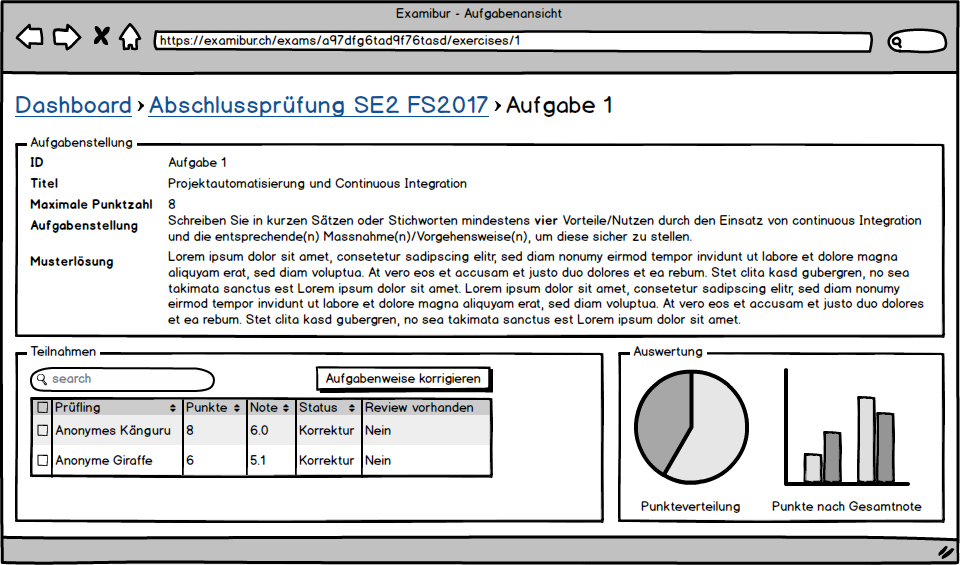 Examibur - Aufgabenansicht
https://examibur.ch/exams/a97dfg6tad9f76tasd/exercises/1
Dashboard › Abschlussprüfung SE2 FS2017 › Aufgabe 1
Aufgabenstellung
ID Aufgabe 1
Titel Projektautomatisierung und Continuous Integration
Maximale Punktzahl 8
Aufgabenstellung Schreiben Sie in kurzen Sätzen oder Stichworten mindestens vier Vorteile/Nutzen durch den Einsatz von continuous Integration
und die entsprechende(n) Massnahme(n)/Vorgehensweise(n), um diese sicher zu stellen.
Musterlösung Lorem ipsum dolor sit amet, consetetur sadipscing elitr, sed diam nonumy eirmod tempor invidunt ut labore et dolore magna
aliquyam erat, sed diam voluptua. At vero eos et accusam et justo duo dolores et ea rebum. Stet clita kasd gubergren, no sea
takimata sanctus est Lorem ipsum dolor sit amet. Lorem ipsum dolor sit amet, consetetur sadipscing elitr, sed diam nonumy
eirmod tempor invidunt ut labore et dolore magna aliquyam erat, sed diam voluptua. At vero eos et accusam et justo duo dolores
et ea rebum. Stet clita kasd gubergren, no sea takimata sanctus est Lorem ipsum dolor sit amet.
Teilnahmen
search
Aufgabenweise korrigieren
Prüfling Punkte Note Status Review vorhanden
Anonymes Känguru 8 6.0 Korrektur Nein
Anonyme Giraffe 6 5.1 Korrektur Nein
Auswertung
Punkteverteilung
Punkte nach Gesamtnote